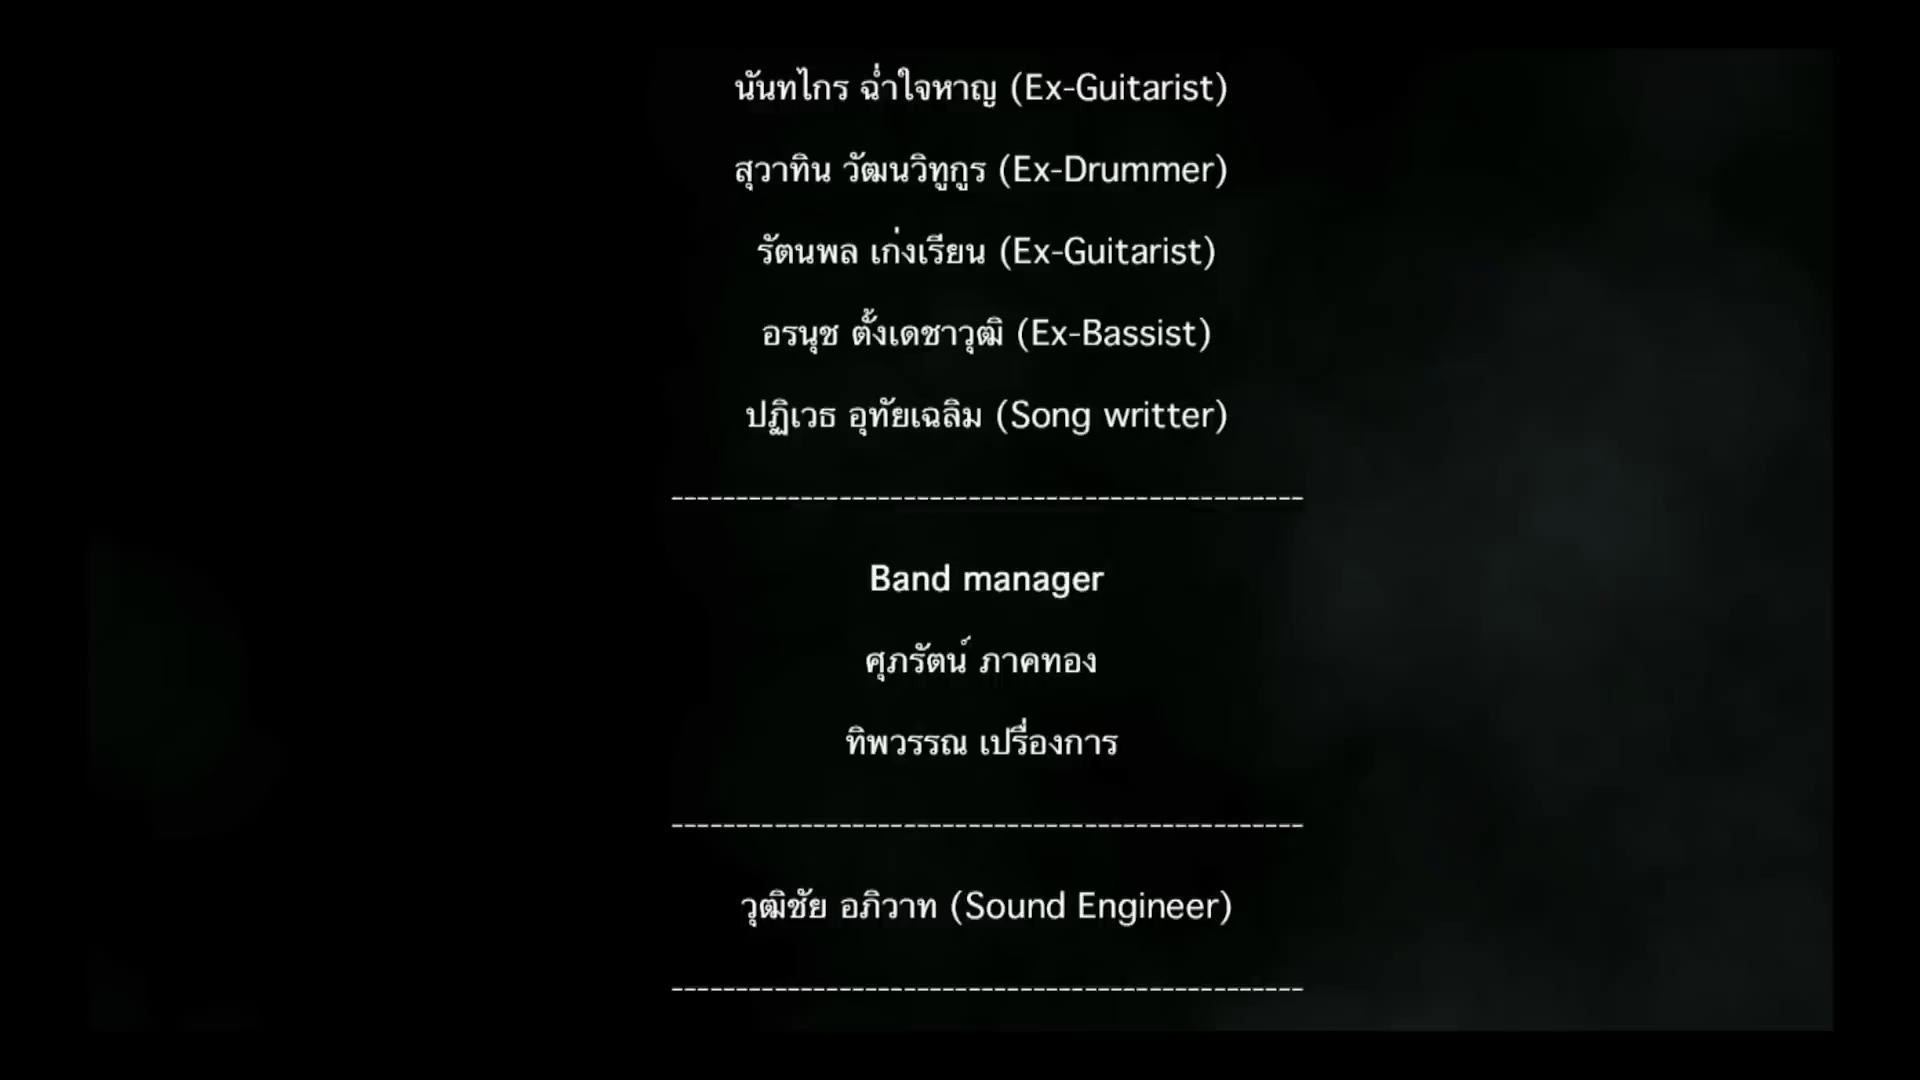 นันทไกร ฉ่ำใจหาญ (Ex-Guitarist)
สุวาทิน วัฒนวิทูกูร (Ex-Drummer)
รัตนพล เก่งเรียน (Ex-Guitarist)
อรนุช ตั้งเดชาวุฒิ (Ex-Bassist)
ปฏิเวธ อุทัยเฉลิม (Song writter)
-------------------------------------------------
Band manager
ศุภรัตน์ ภาคทอง
ทิพวรรณ เปรื่องการ
-------------------------------------------------
วุฒิชัย อภิวาท (Sound Engineer)
-------------------------------------------------